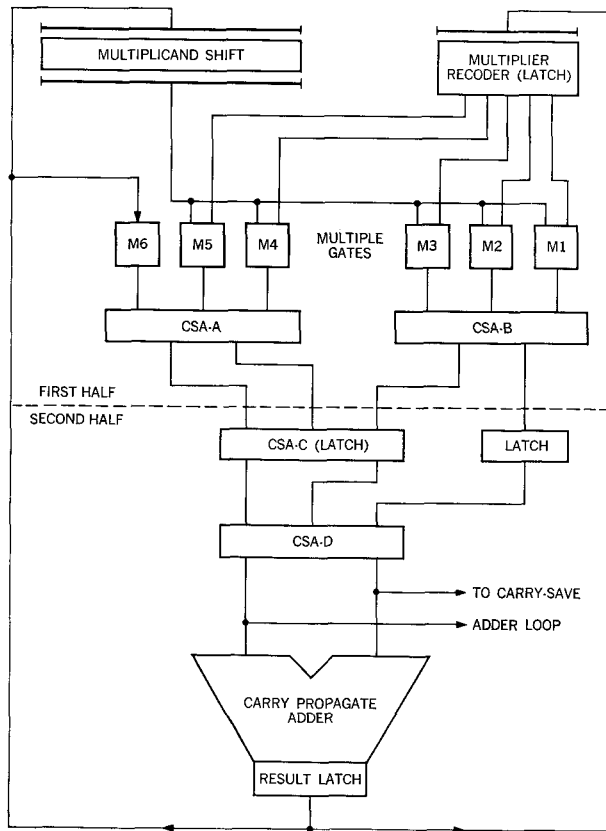 MULTIPLICAND SHIFT
MULTIPLIER
RECODER (LATCH)
M6
M5
M4
MULTIPLE
GATES
M3
M2
M1
CSA-A
CSA-B
FIRST HALF
SECOND HALF
CSA-C (LATCH)
LATCH
CSA-D
TO CARRY-SAVE
ADDER LOOP
CARRY PROPAGATE
ADDER
RESULT LATCH